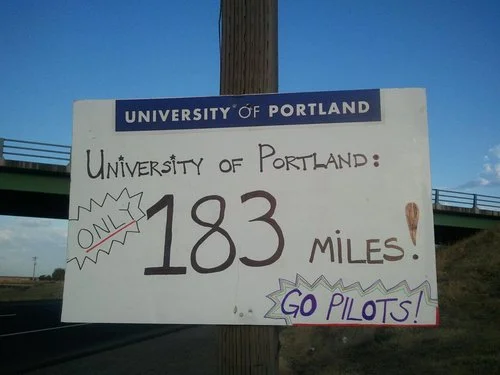 UNIVERSITY OF PORTLAND
UNIVERSITY OF PORTLAND:
ONLY
183 MILES!
GO PILOTS!